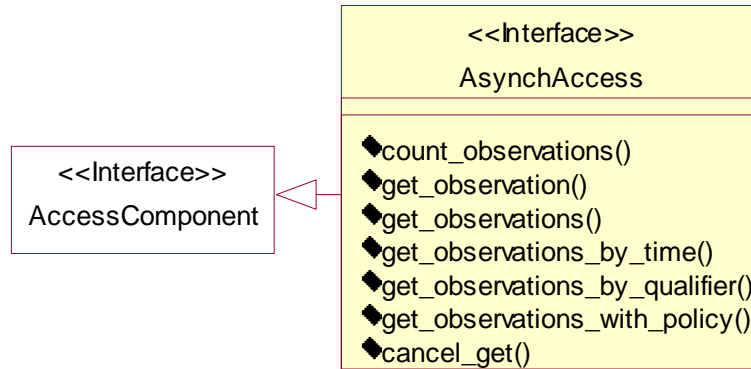 <<Interface>>
AsynchAccess
<<Interface>>
AccessComponent
count_observations()
get_observation()
get_observations()
get_observations_by_time()
get_observations_by_qualifier()
get_observations_with_policy()
cancel_get()